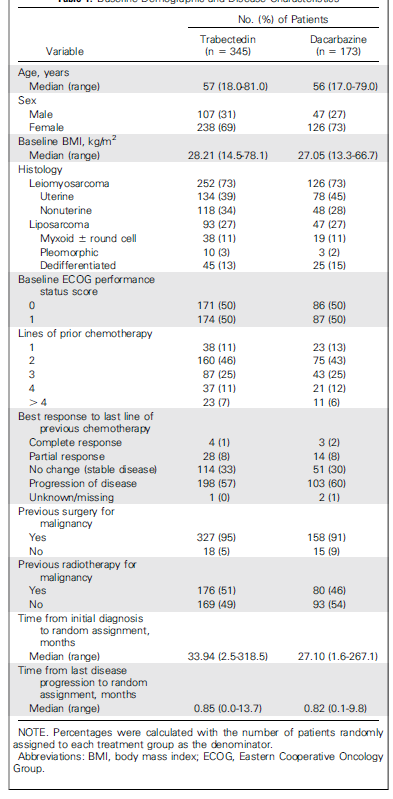 Table 1. Baseline Demographic and Disease Characteristics
No. (%) of Patients
Variable Trabectedin (n = 345) Dacarbazine (n = 173)
Age, years
Median (range) 57 (18.0-81.0) 56 (17.0-79.0)
Sex
Male 107 (31) 47 (27)
Female 238 (69) 126 (73)
Baseline BMI, kg/m²
Median (range) 28.21 (14.5-78.1) 27.05 (13.3-66.7)
Histology
Leiomyosarcoma 252 (73) 126 (73)
Uterine 134 (39) 78 (45)
Nonuterine 118 (34) 48 (28)
Liposarcoma 93 (27) 47 (27)
Myxoid ± round cell 38 (11) 19 (11)
Pleomorphic 10 (3) 3 (2)
Dedifferentiated 45 (13) 25 (15)
Baseline ECOG performance
status score
0 171 (50) 86 (50)
1 174 (50) 87 (50)
Lines of prior chemotherapy
1 38 (11) 23 (13)
2 160 (46) 75 (43)
3 87 (25) 43 (25)
4 37 (11) 21 (12)
> 4 23 (7) 11 (6)
Best response to last line of
previous chemotherapy
Complete response 4 (1) 3 (2)
Partial response 28 (8) 14 (8)
No change (stable disease) 114 (33) 51 (30)
Progression of disease 198 (57) 103 (60)
Unknown/missing 1 (0) 2 (1)
Previous surgery for
malignancy
Yes 327 (95) 158 (91)
No 18 (5) 15 (9)
Previous radiotherapy for
malignancy
Yes 176 (51) 80 (46)
No 169 (49) 93 (54)
Time from initial diagnosis
to random assignment,
months
Median (range) 33.94 (2.5-318.5) 27.10 (1.6-267.1)
Time from last disease
progression to random
assignment, months
Median (range) 0.85 (0.0-13.7) 0.82 (0.1-9.8)
NOTE. Percentages were calculated with the number of patients randomly
assigned to each treatment group as the denominator.
Abbreviations: BMI, body mass index; ECOG, Eastern Cooperative Oncology
Group.